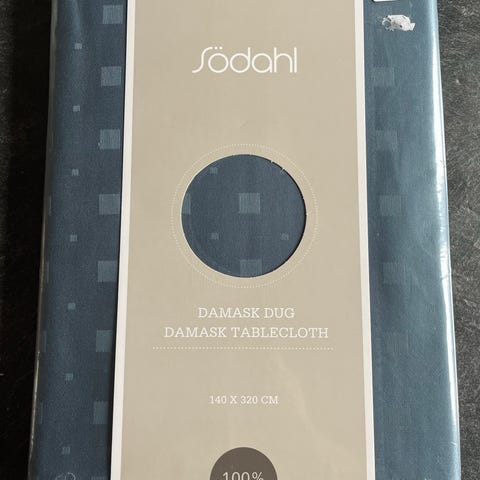 Södahl
DAMASK DUG
DAMASK TABLECLOTH
140 X 320 CM
100%